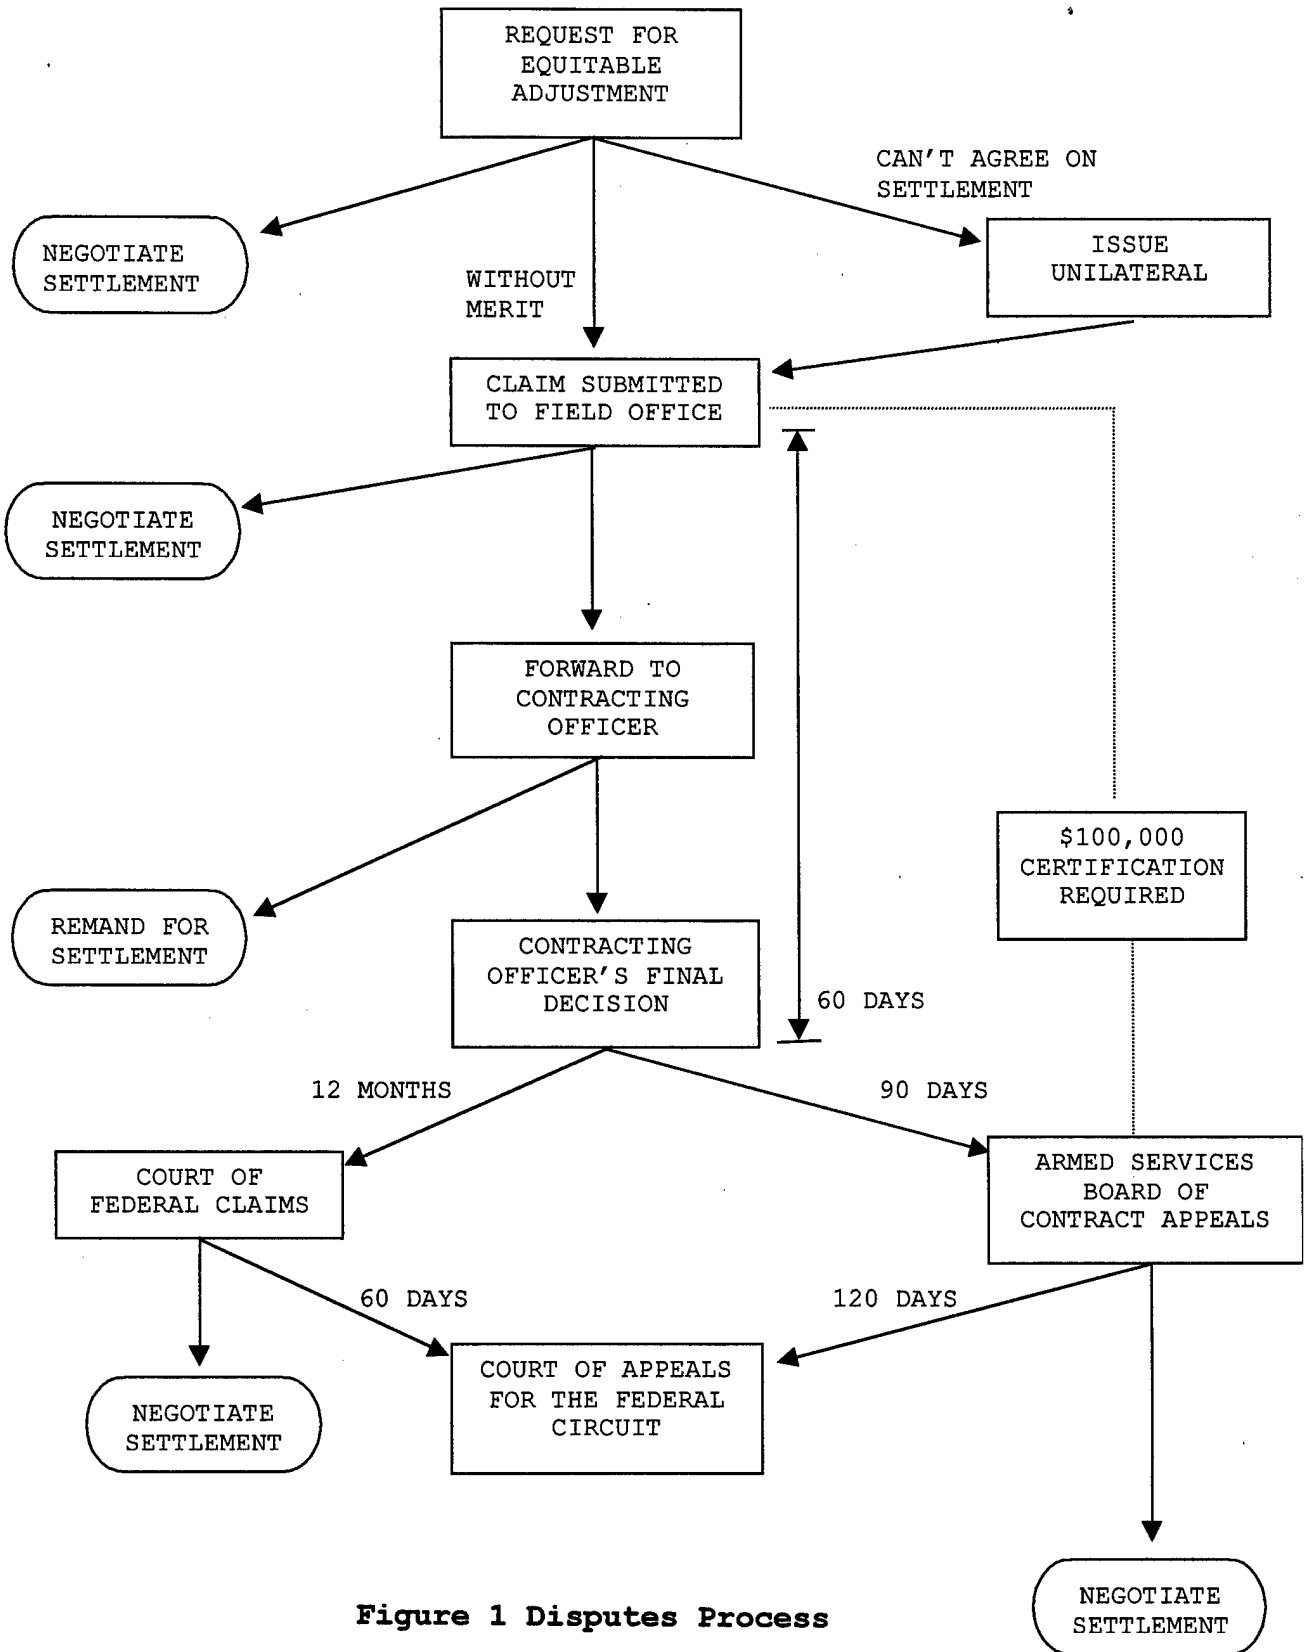 REQUEST FOR
EQUITABLE
ADJUSTMENT
CAN'T AGREE ON
SETTLEMENT
NEGOTIATE
SETTLEMENT
WITHOUT
MERIT
ISSUE
UNILATERAL
CLAIM SUBMITTED
TO FIELD OFFICE
NEGOTIATE
SETTLEMENT
FORWARD TO
CONTRACTING
OFFICER
$100,000
CERTIFICATION
REQUIRED
REMAND FOR
SETTLEMENT
CONTRACTING
OFFICER'S FINAL
DECISION
60 DAYS
12 MONTHS
90 DAYS
COURT OF
FEDERAL CLAIMS
ARMED SERVICES
BOARD OF
CONTRACT APPEALS
60 DAYS
120 DAYS
NEGOTIATE
SETTLEMENT
COURT OF APPEALS
FOR THE FEDERAL
CIRCUIT
NEGOTIATE
SETTLEMENT
Figure 1 Disputes Process